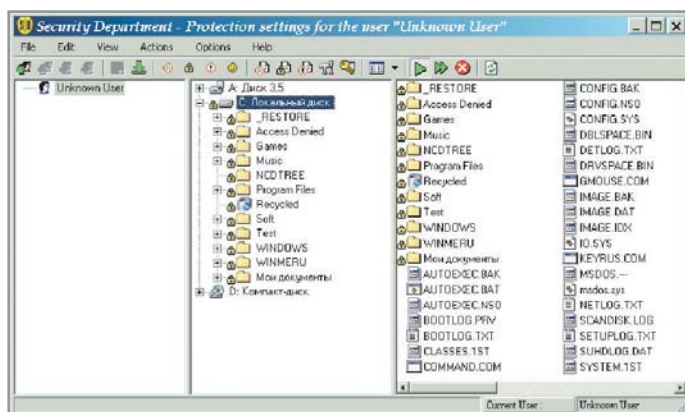 Security Department - Protection settings for the user "Unknown User"
File Edit View Actions Options Help
Unknown User
A: Диск 3,5
C: Локальный диск
_RESTORE
Access Denied
Games
Music
NCDTREE
Program Files
Recycled
Soft
Test
WINDOWS
WINMERU
Мои документы
D: Компакт-диск
_RESTORE
Access Denied
Games
Music
NCDTREE
Program Files
Recycled
Soft
Test
WINDOWS
WINMERU
Мои документы
AUTOEXEC.BAK
AUTOEXEC.BAT
AUTOEXEC.NSO
BOOTLOG.PRV
BOOTLOG.TXT
CLASSES.1ST
COMMAND.COM
CONFIG.BAK
CONFIG.NSO
CONFIG.SYS
DBLSPACE.BIN
DETLOG.TXT
DRVSPACE.BIN
GMOUSE.COM
IMAGE.BAK
IMAGE.DAT
IMAGE.IDX
IO.SYS
KEYRUS.COM
MSDOS.---
msdos.sys
NETLOG.TXT
SCANDISK.LOG
SETUPLOG.TXT
SUHDLOG.DAT
SYSTEM.1ST
Current User : Unknown User